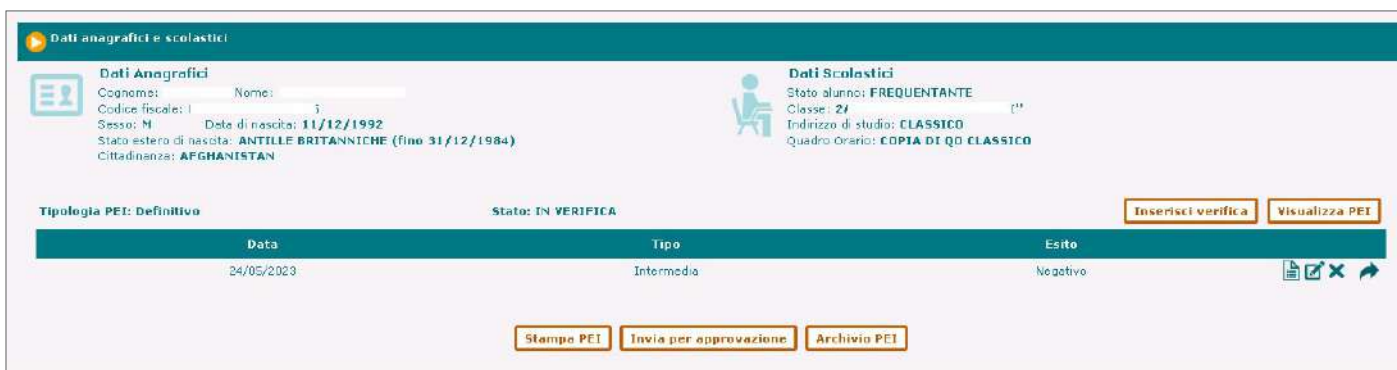 Dati anagrafici e scolastici
Dati Anagrafici
Cognome: Nome:
Codice fiscale:
Sesso: M Data di nascita: 11/12/1992
Stato estero di nascita: ANTILLE BRITANNICHE (fino 31/12/1984)
Cittadinanza: AFGHANISTAN
Dati Scolastici
Stato alunno: FREQUENTANTE
Classe:
Indirizzo di studio: CLASSICO
Quadro Orario: COPIA DI QO CLASSICO
Tipologia PEI: Definitivo Stato: IN VERIFICA Inserisci verifica Visualizza PEI
Data Tipo Esito
24/05/2023 Intermedia Negativo
Stampa PEI Invia per approvazione Archivio PEI